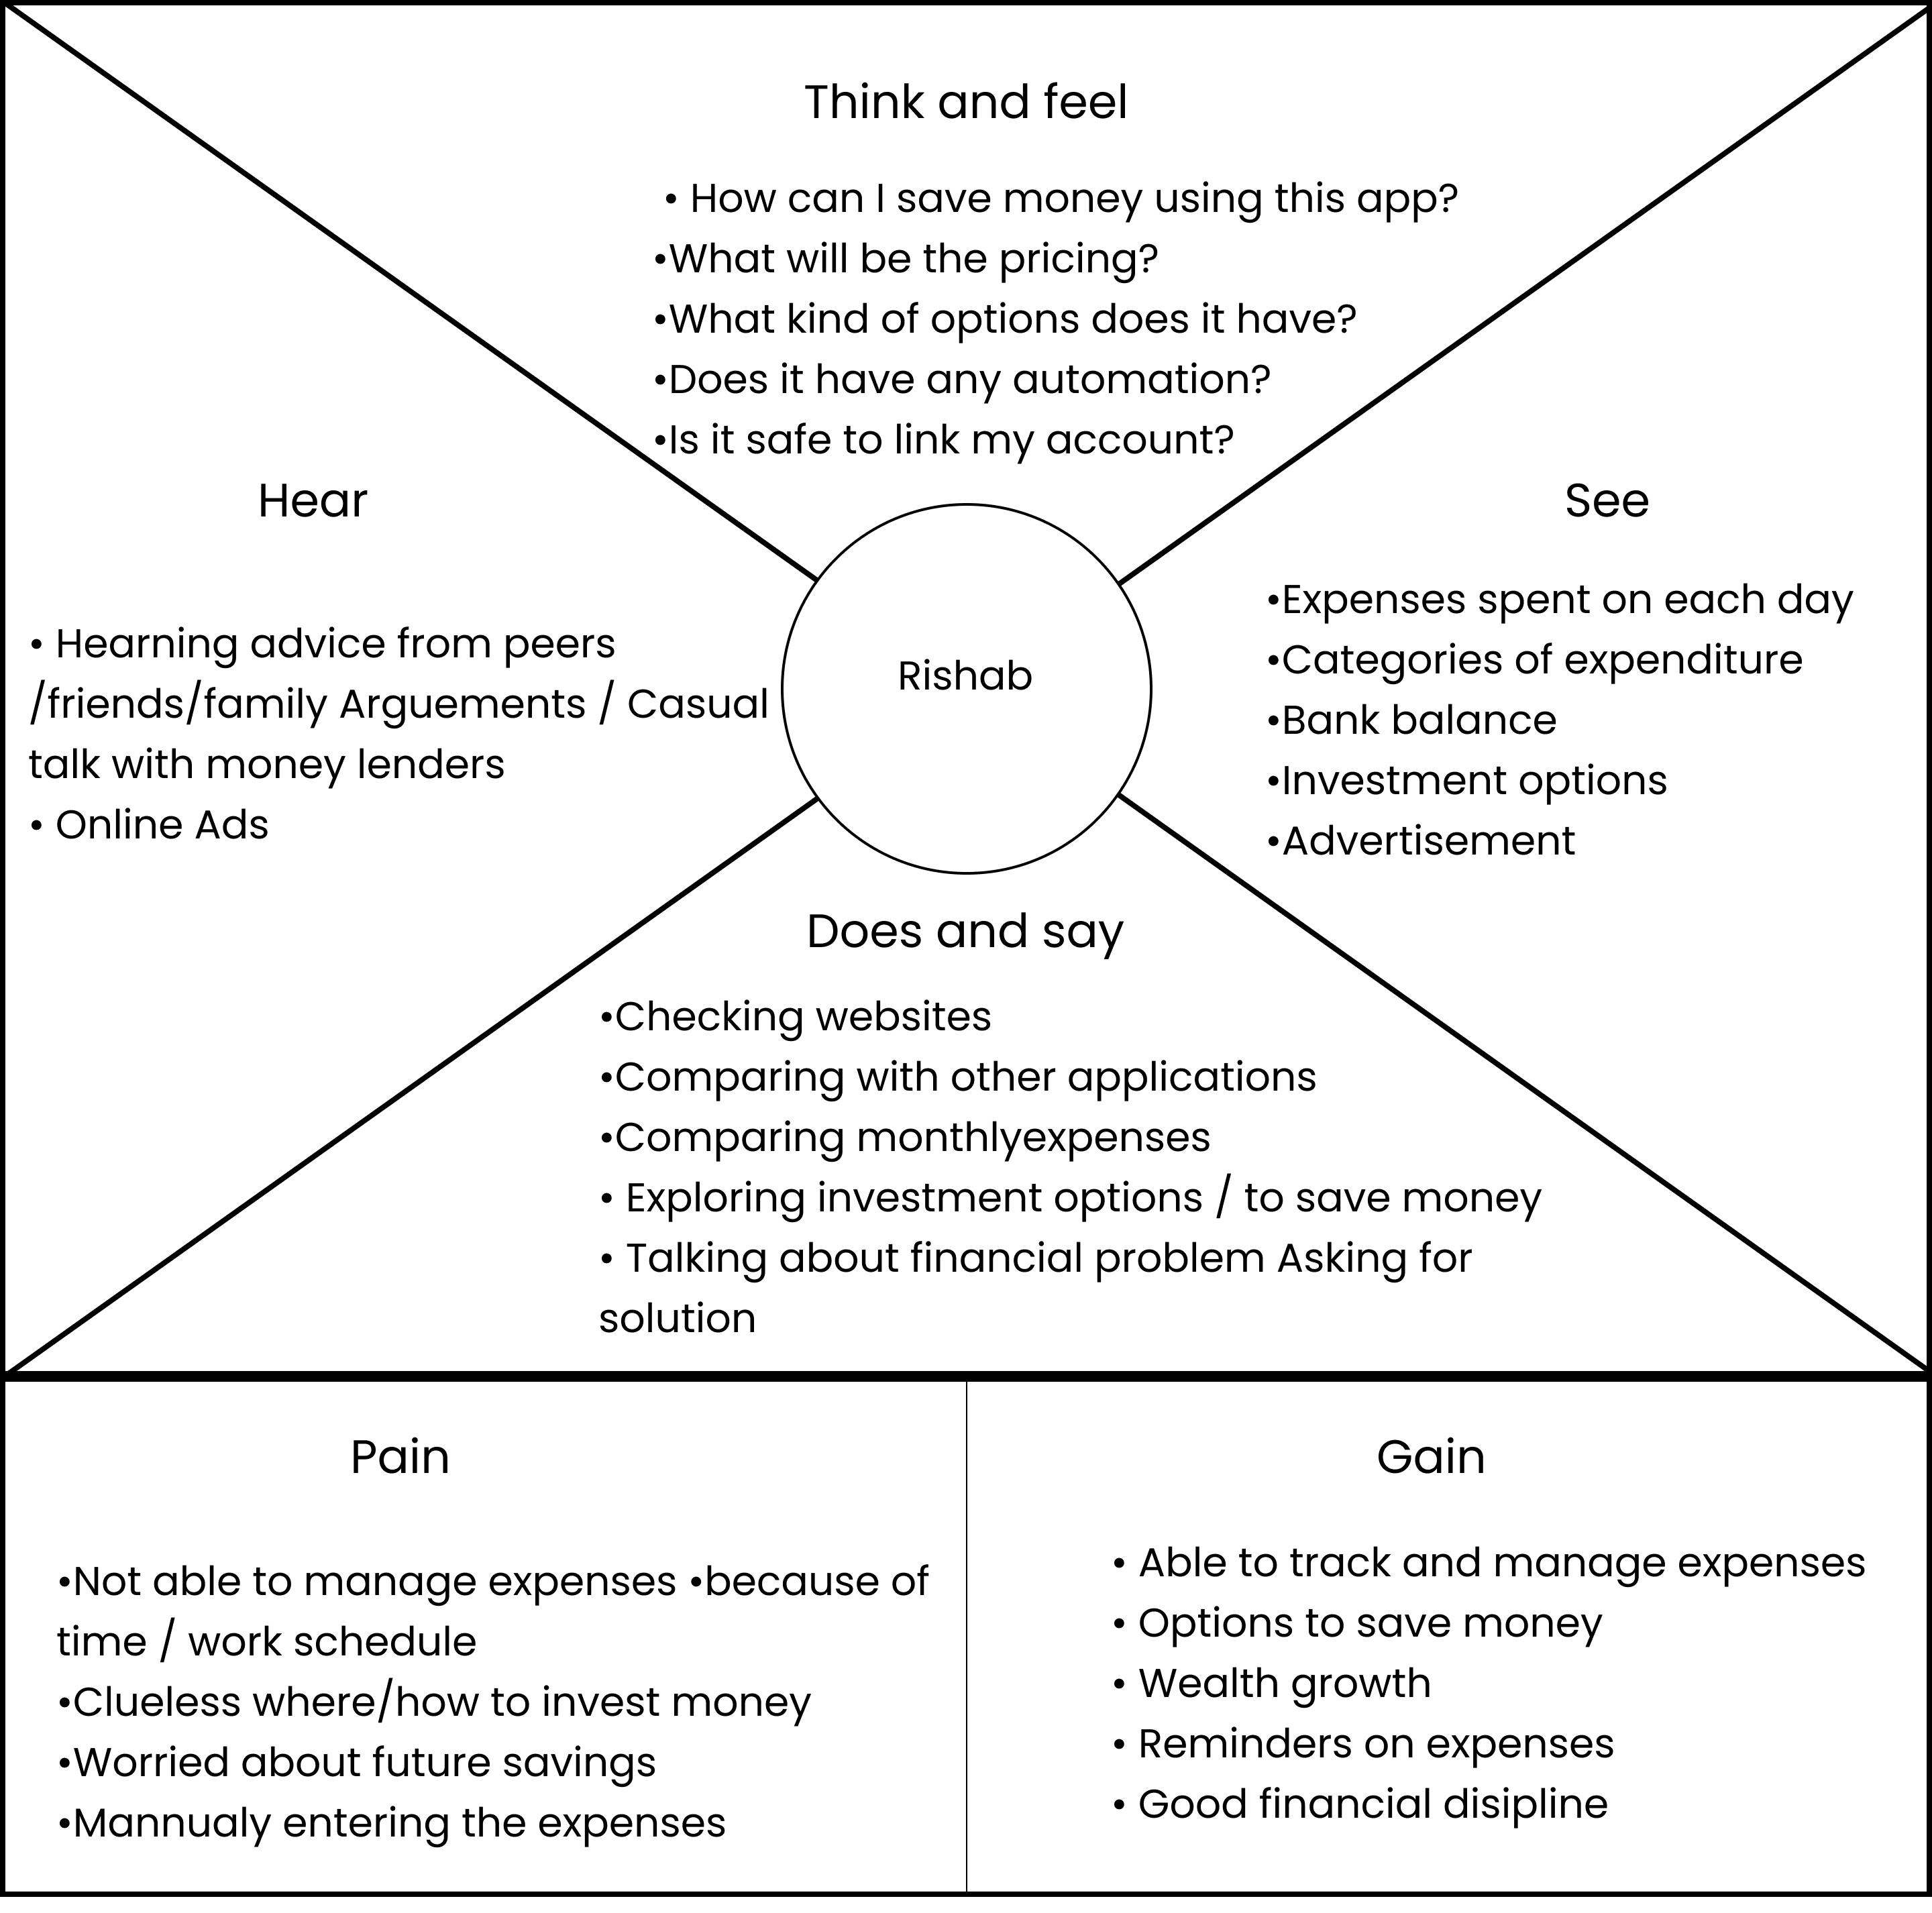 Think and feel
• How can I save money using this app?
•What will be the pricing?
•What kind of options does it have?
•Does it have any automation?
•Is it safe to link my account?
Hear
• Hearning advice from peers
/friends/family Arguements / Casual
talk with money lenders
• Online Ads
Rishab
See
•Expenses spent on each day
•Categories of expenditure
•Bank balance
•Investment options
•Advertisement
Does and say
•Checking websites
•Comparing with other applications
•Comparing monthlyexpenses
• Exploring investment options / to save money
• Talking about financial problem Asking for
solution
Pain
•Not able to manage expenses •because of
time / work schedule
•Clueless where/how to invest money
•Worried about future savings
•Mannualy entering the expenses
Gain
• Able to track and manage expenses
• Options to save money
• Wealth growth
• Reminders on expenses
• Good financial disipline